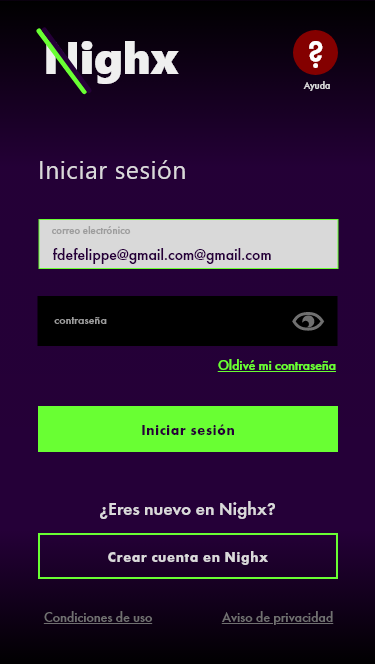 Nighx
?
Ayuda
Iniciar sesión
correo electrónico
fdefelippe@gmail.com@gmail.com
contraseña
Oldivé mi contraseña
Iniciar sesión
¿Eres nuevo en Nighx?
Crear cuenta en Nighx
Condiciones de uso Aviso de privacidad